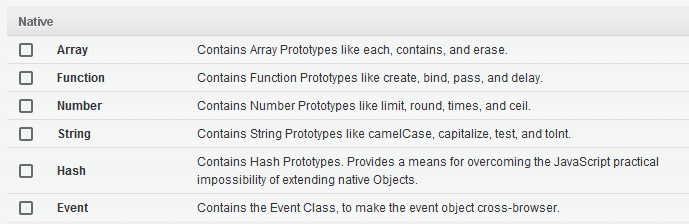 Native
Array Contains Array Prototypes like each, contains, and erase.
Function Contains Function Prototypes like create, bind, pass, and delay.
Number Contains Number Prototypes like limit, round, times, and ceil.
String Contains String Prototypes like camelCase, capitalize, test, and toInt.
Hash Contains Hash Prototypes. Provides a means for overcoming the JavaScript practical
impossibility of extending native Objects.
Event Contains the Event Class, to make the event object cross-browser.